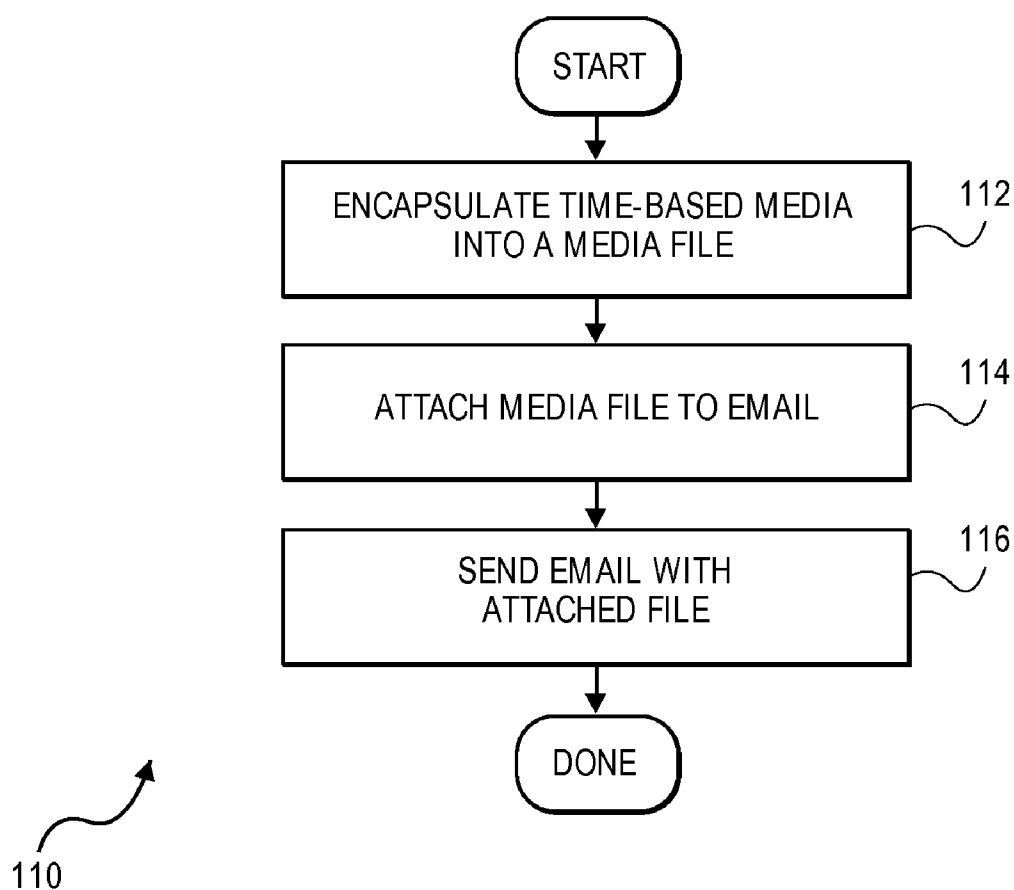 START
ENCAPSULATE TIME-BASED MEDIA
INTO A MEDIA FILE
112
ATTACH MEDIA FILE TO EMAIL
114
SEND EMAIL WITH
ATTACHED FILE
116
DONE
110